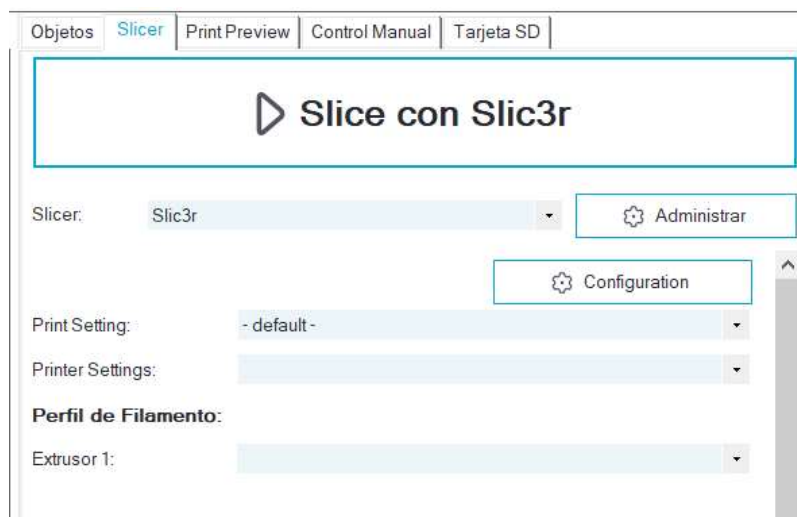 Objetos Slicer Print Preview Control Manual Tarjeta SD
Slice con Slic3r
Slicer: Slic3r Administrar
Configuration
Print Setting: - default -
Printer Settings:
Perfil de Filamento:
Extrusor 1: